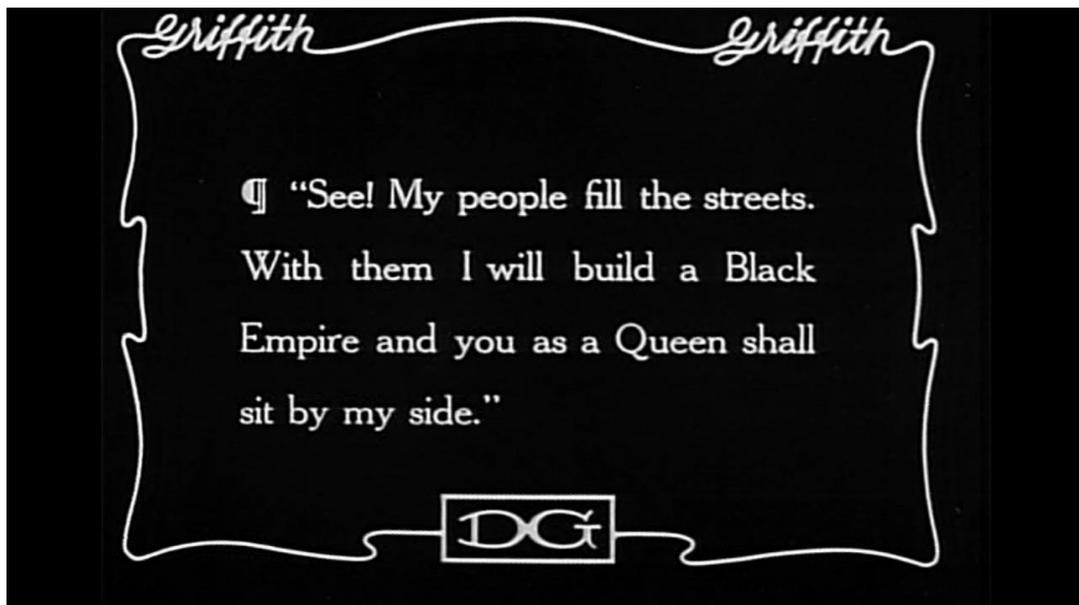 Griffith Griffith
¶ “See! My people fill the streets.
With them I will build a Black
Empire and you as a Queen shall
sit by my side.”
DG